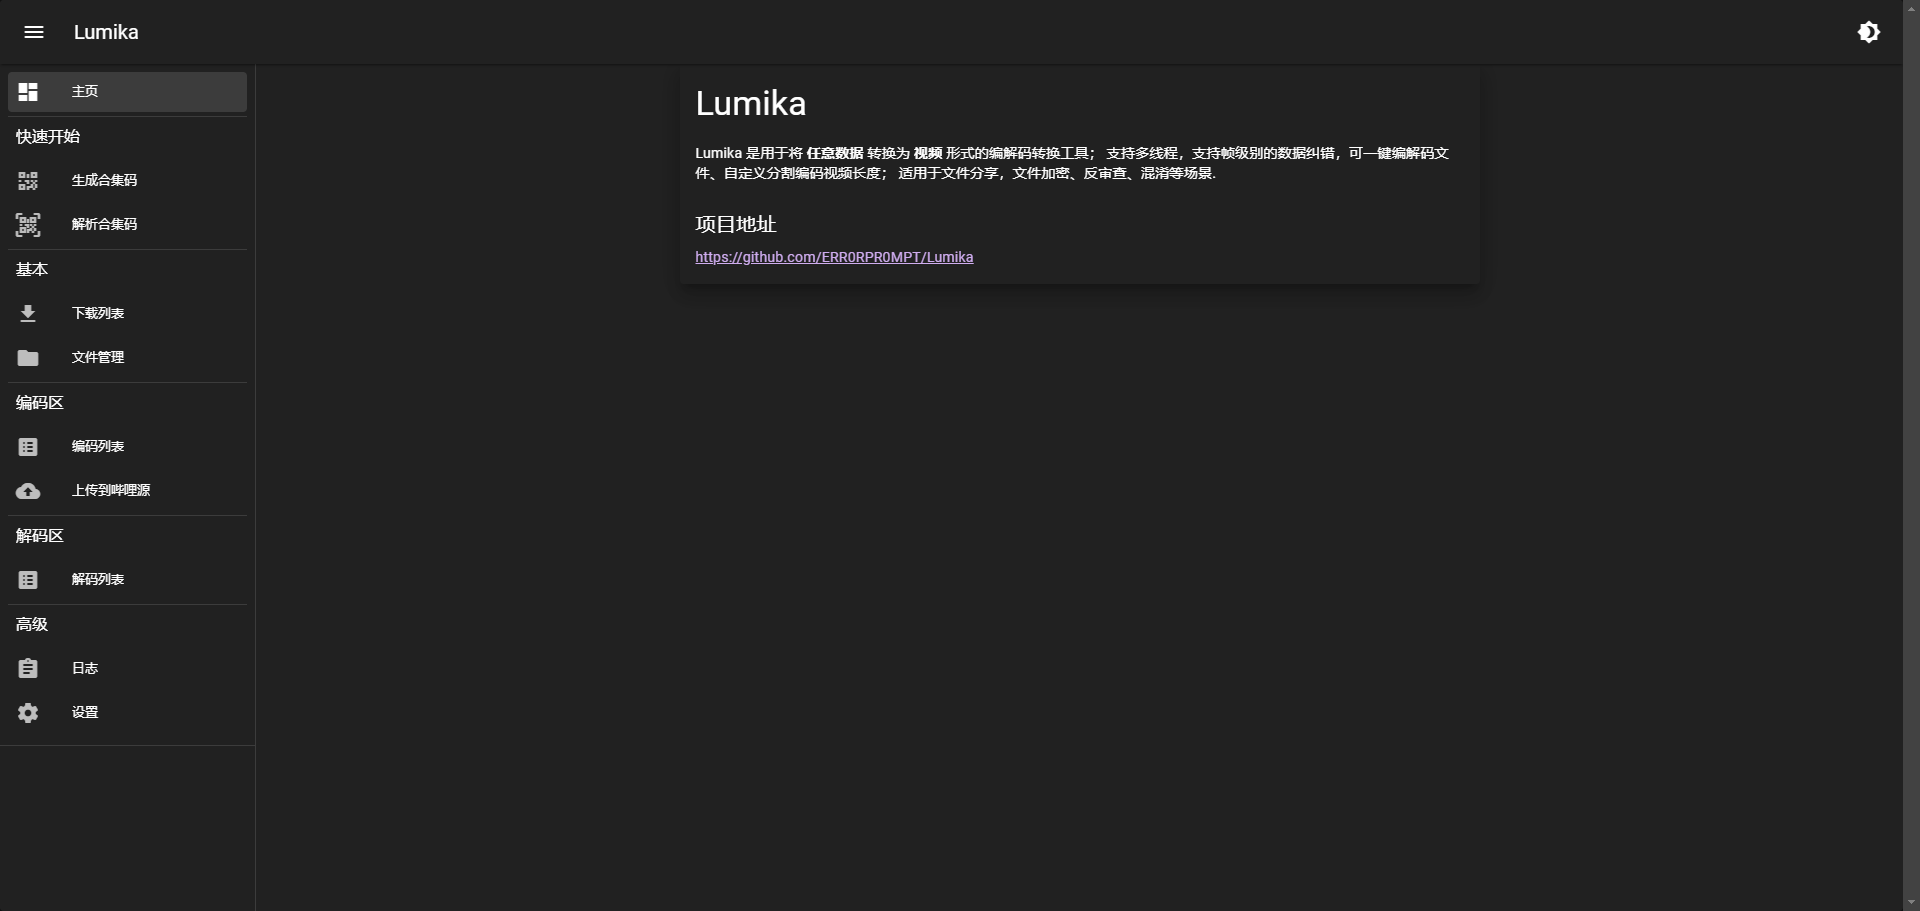 Lumika
主页
快速开始
生成合集码
解析合集码
基本
下载列表
文件管理
编码区
编码列表
上传到哔哩源
解码区
解码列表
高级
日志
设置
Lumika
Lumika 是用于将 任意数据 转换为 视频 形式的编解码转换工具； 支持多线程，支持帧级别的数据纠错，可一键编解码文
件、自定义分割编码视频长度； 适用于文件分享，文件加密、反审查、混淆等场景.
项目地址
https://github.com/ERR0RPR0MPT/Lumika